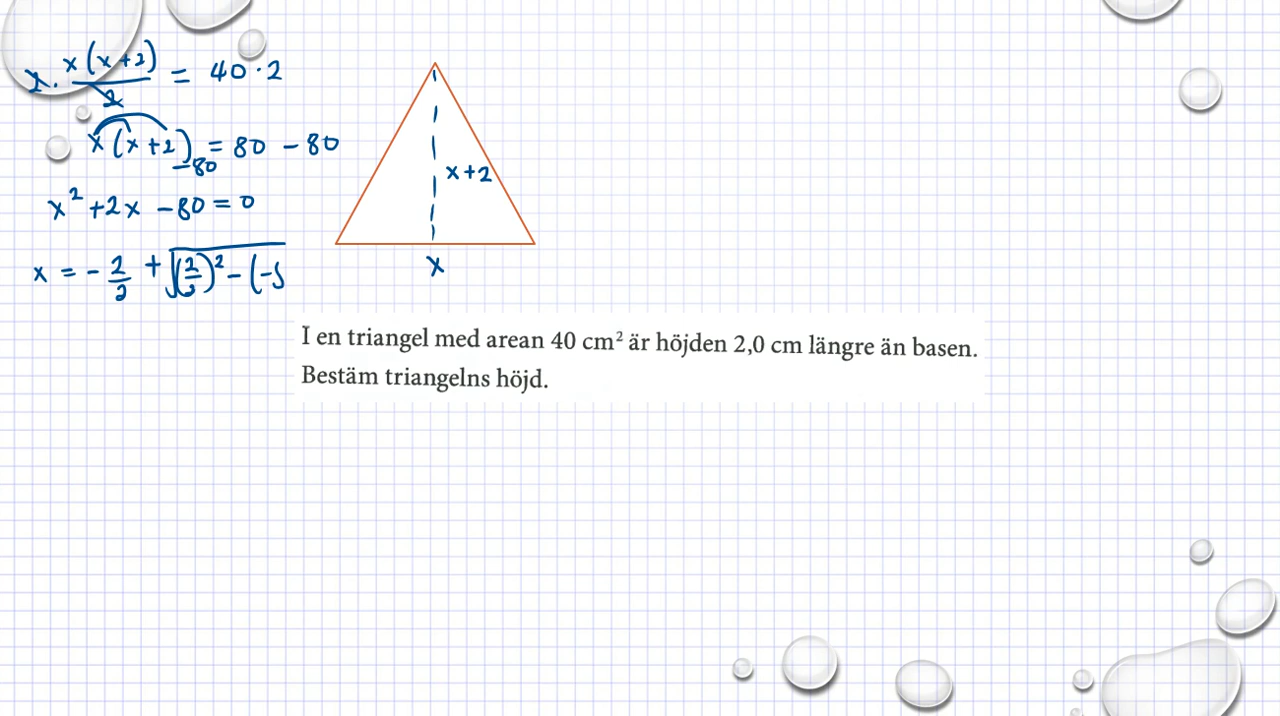 2. x(x+2)/2 = 40·2
x(x+2) -80 = 80 - 80
x² + 2x - 80 = 0
x = - 2/2 + √(2/2)² - (-
x+2
x
I en triangel med arean 40 cm² är höjden 2,0 cm längre än basen.
Bestäm triangelns höjd.